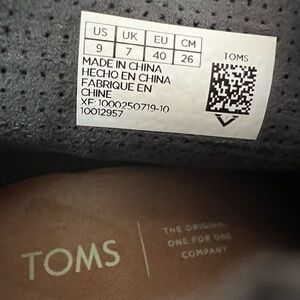 US UK EU CM
9 7 40 26
TOMS
MADE IN CHINA
HECHO EN CHINA
FABRIQUE EN
CHINE
XF: 1000250719-10
10012957
TOMS
THE ORIGINAL
ONE FOR ONE
COMPANY